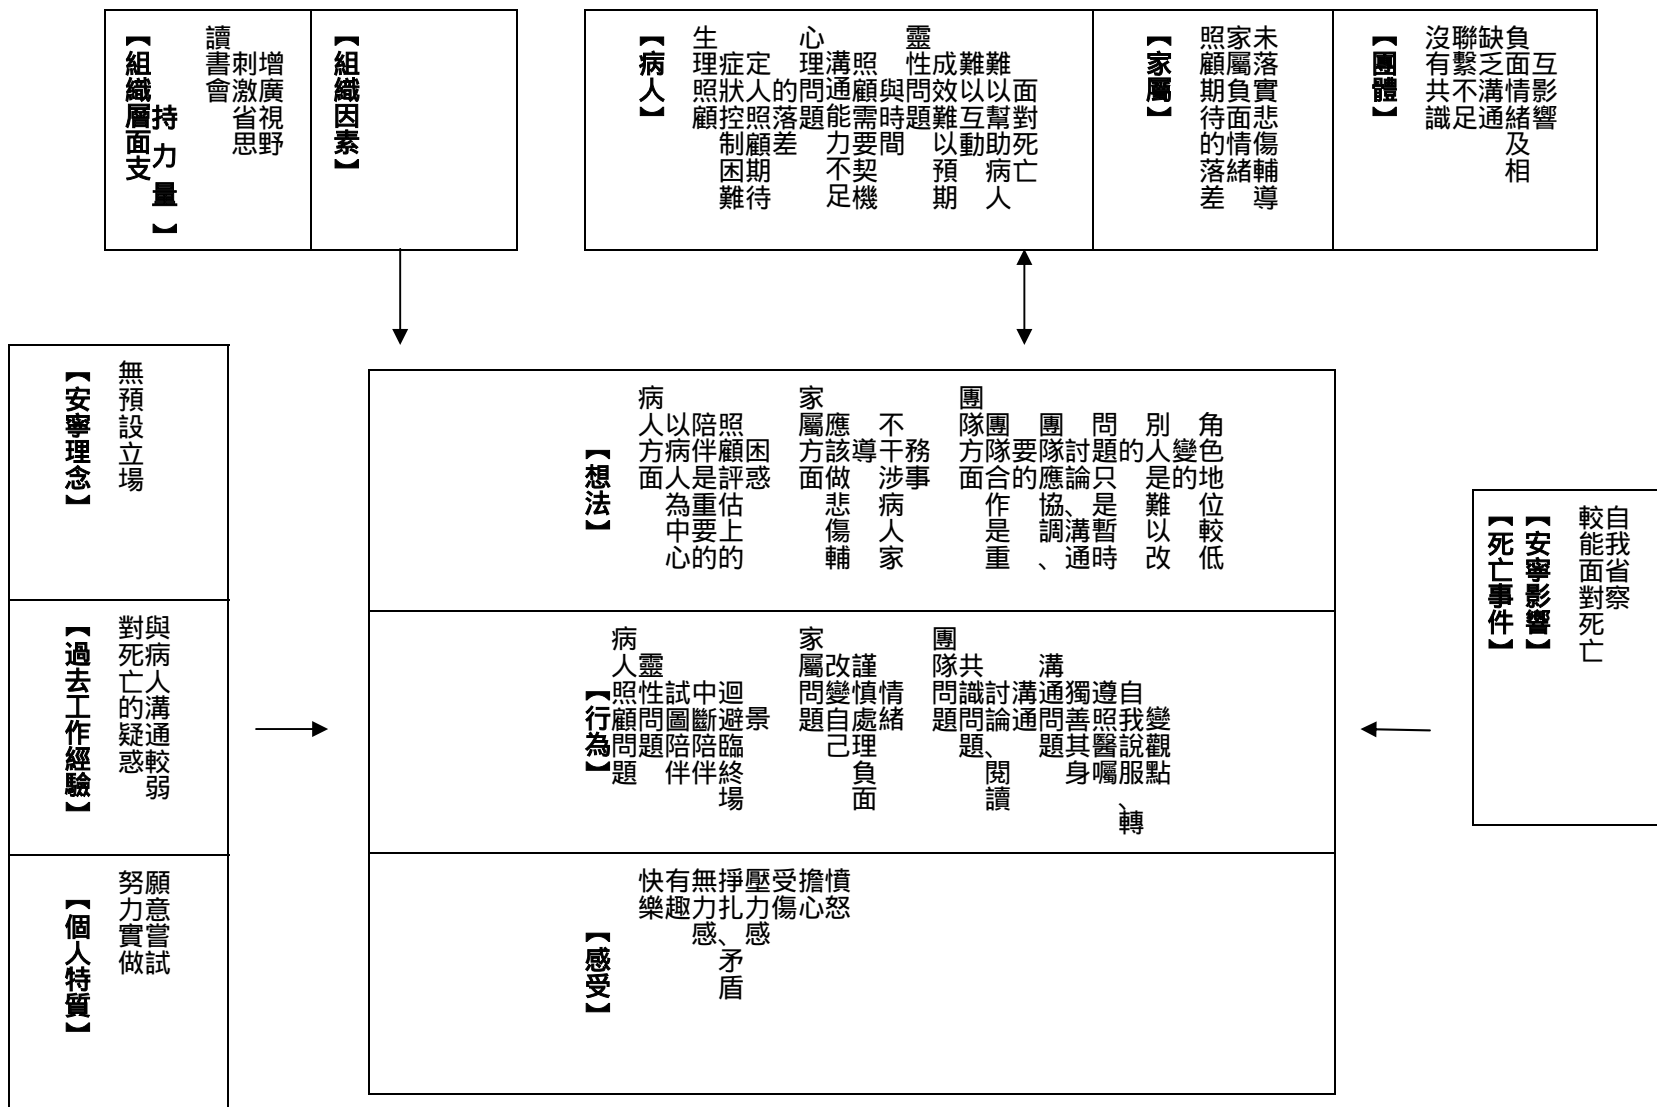 【組織層面支
持力量】
讀書會
刺激省思
增廣視野
【組織因素】
【病人】
生理照顧
症狀控制困難
定人照顧期待
的落差
心理問題
溝通能力不足
照顧需要契機
與時間
靈性問題
成效難以預期
難以互動
難以幫助病人
面對死亡
【家屬】
照顧期待的落差
家屬負面情緒
未落實悲傷輔導
【團體】
沒有共識
聯繫不足
缺乏溝通
負面情緒及相
互影響
【安寧理念】
無預設立場
【過去工作經驗】
對死亡的疑惑
與病人溝通較弱
【個人特質】
努力實做
願意嘗試
【想法】
病人方面
以病人為中心
陪伴是重要的
照顧評估上的
困惑
家屬方面
應該做悲傷輔
導
不干涉病人家
務事
團隊方面
團隊合作是重
要的
團隊應協調、
討論、溝通
問題只是暫時
的
別人是難以改
變的
角色地位較低
【行為】
病人照顧問題
靈性問題
試圖陪伴
中斷陪伴
迴避臨終場
景
家屬問題
改變自己
謹慎處理負面
情緒
團隊問題
共識問題
討論、閱讀
溝通
溝通問題
獨善其身
遵照醫囑
自我說服、轉
變觀點
【感受】
快樂
有趣
無力感
掙扎、矛盾
壓力感
受傷
擔心
憤怒
【死亡事件】
【安寧影響】
較能面對死亡
自我省察